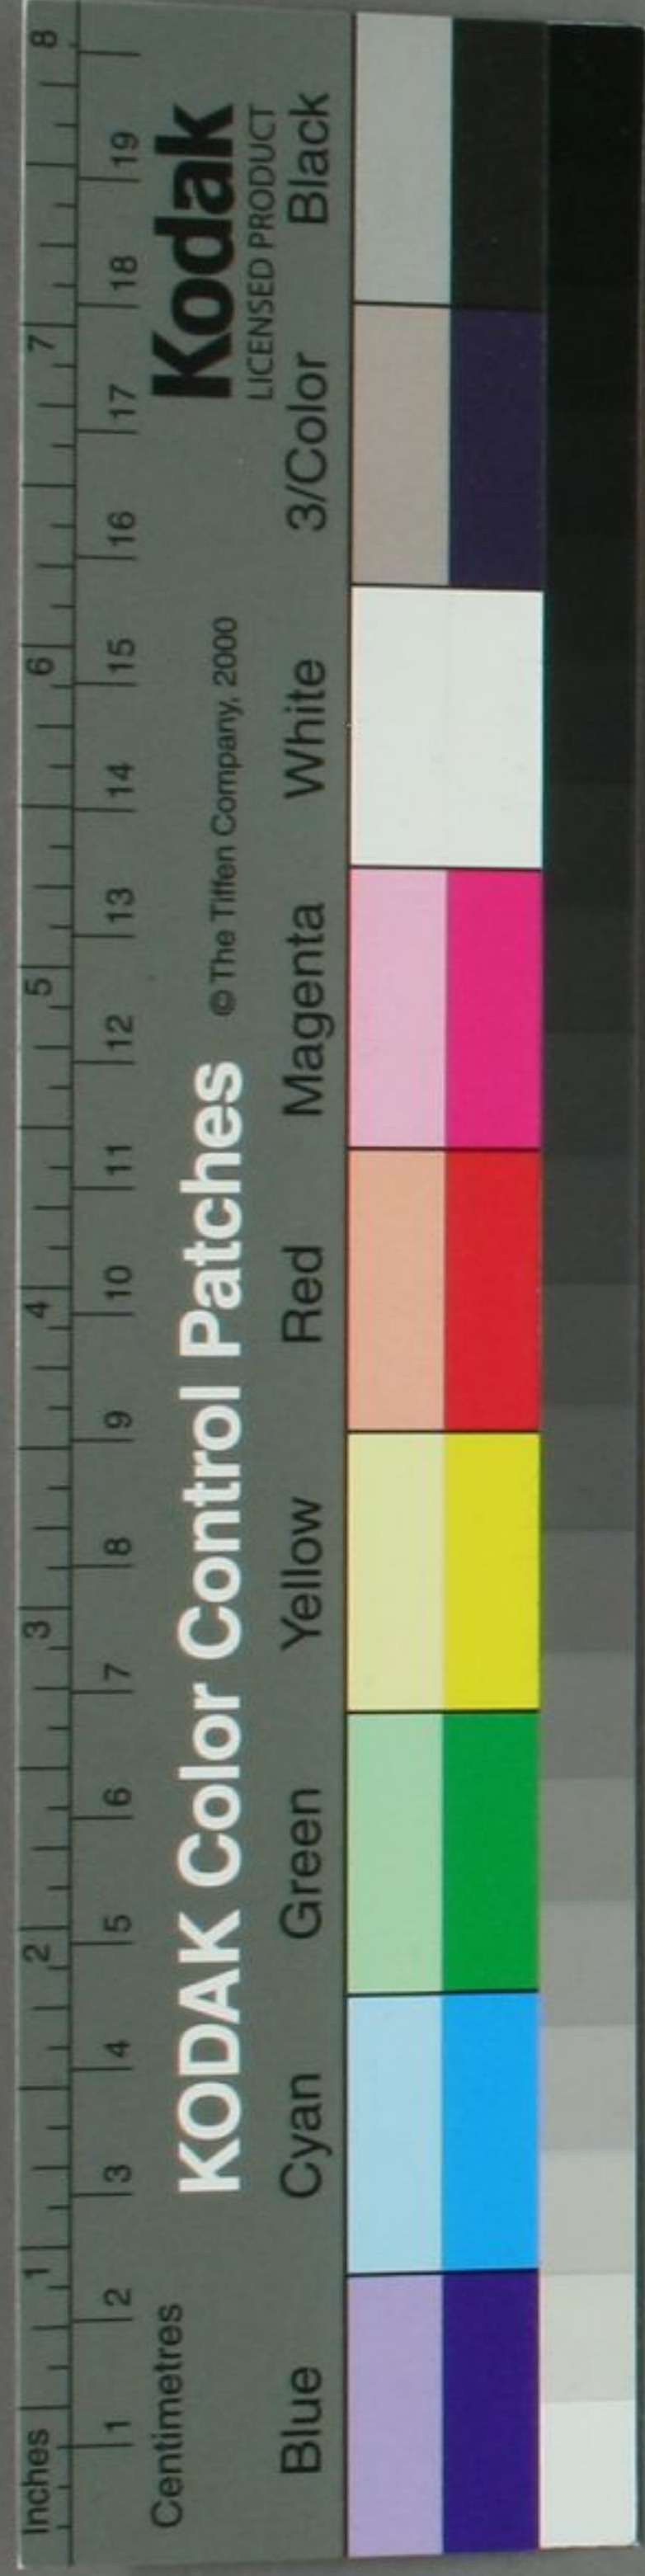 Inches 1 2 3 4 5 6 7 8
1 2 3 4 5 6 7 8 9 10 11 12 13 14 15 16 17 18 19
Centimetres
KODAK Color Control Patches © The Tiffen Company, 2000 Kodak
LICENSED PRODUCT
Blue Cyan Green Yellow Red Magenta White 3/Color Black